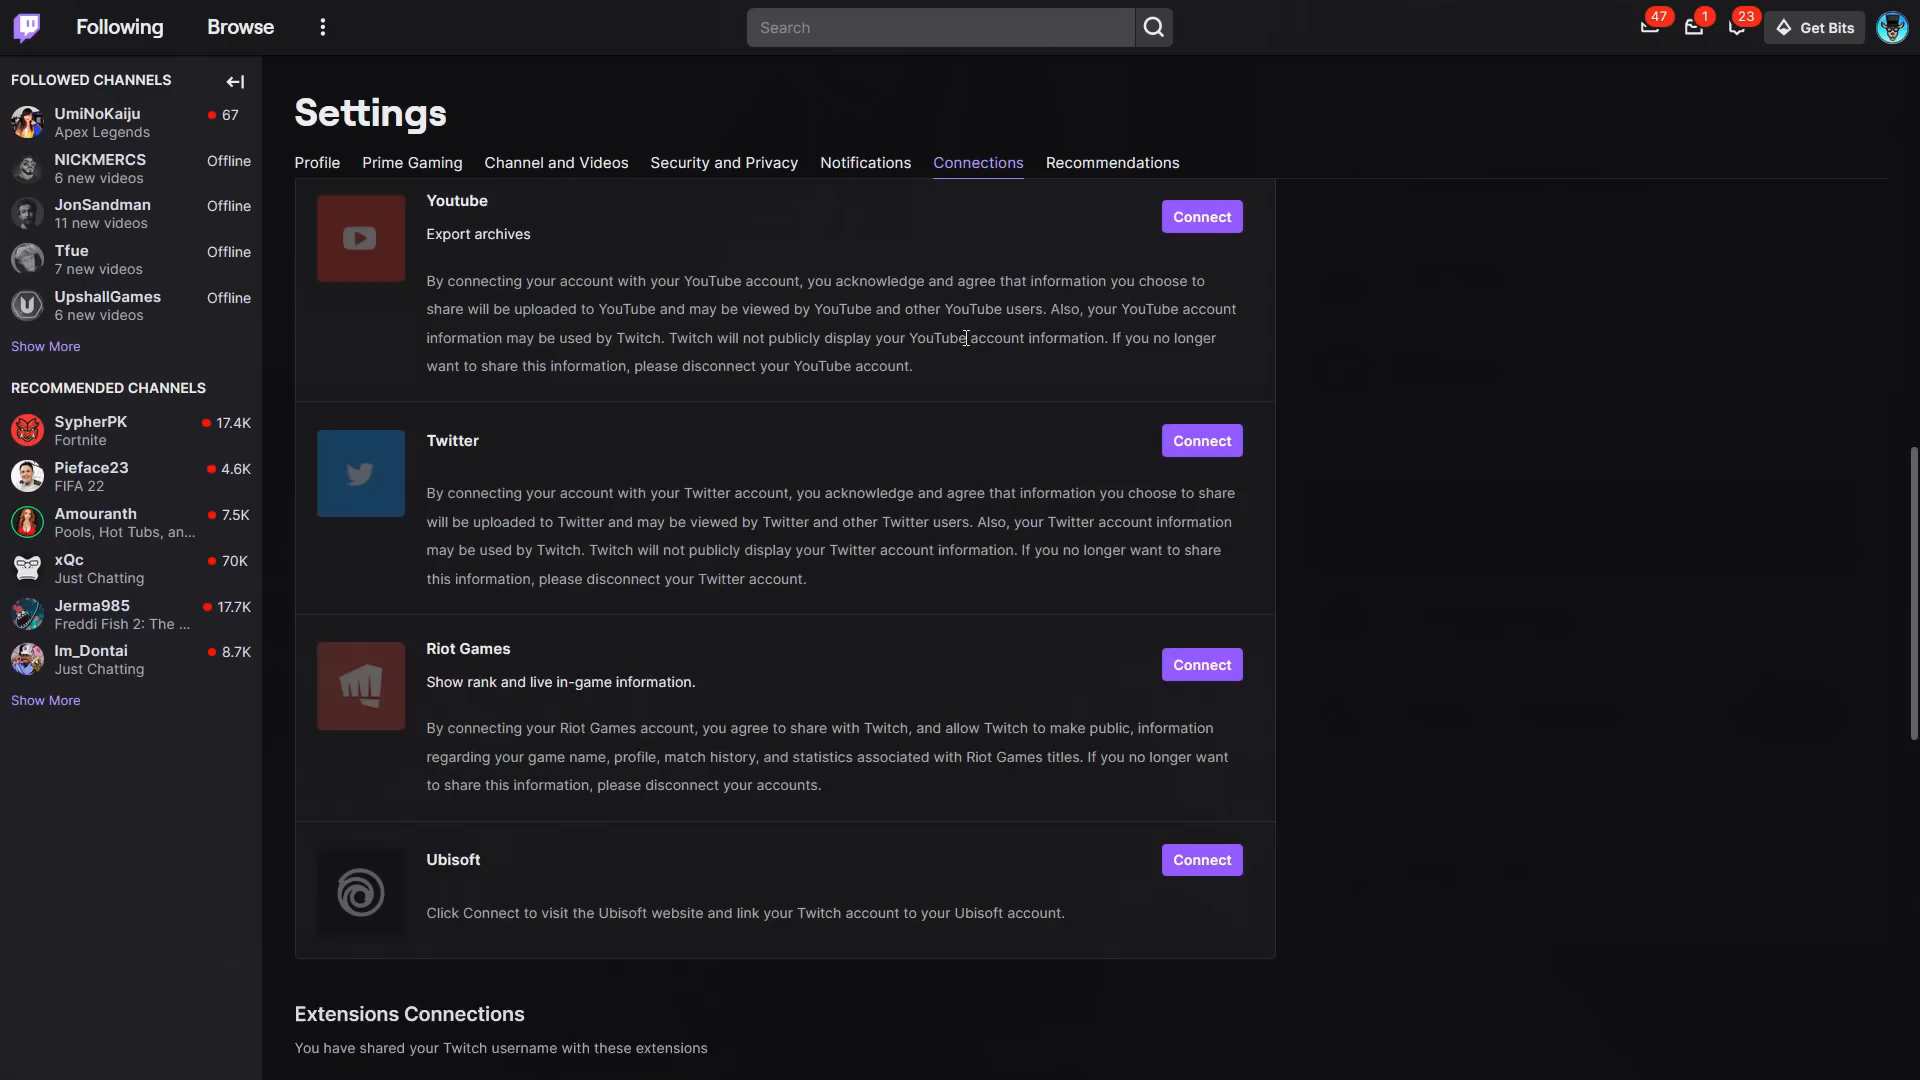 Following
Browse
Search
47
1
23
Get Bits
FOLLOWED CHANNELS
UmiNoKaiju
67
Apex Legends
NICKMERCS
Offline
6 new videos
JonSandman
Offline
11 new videos
Tfue
Offline
7 new videos
UpshallGames
Offline
6 new videos
Show More
RECOMMENDED CHANNELS
SypherPK
17.4K
Fortnite
Pieface23
4.6K
FIFA 22
Amouranth
7.5K
Pools, Hot Tubs, an...
xQc
70K
Just Chatting
Jerma985
17.7K
Freddi Fish 2: The ...
Im_Dontai
8.7K
Just Chatting
Show More
Settings
Profile
Prime Gaming
Channel and Videos
Security and Privacy
Notifications
Connections
Recommendations
Youtube
Connect
Export archives
By connecting your account with your YouTube account, you acknowledge and agree that information you choose to
share will be uploaded to YouTube and may be viewed by YouTube and other YouTube users. Also, your YouTube account
information may be used by Twitch. Twitch will not publicly display your YouTube account information. If you no longer
want to share this information, please disconnect your YouTube account.
Twitter
Connect
By connecting your account with your Twitter account, you acknowledge and agree that information you choose to share
will be uploaded to Twitter and may be viewed by Twitter and other Twitter users. Also, your Twitter account information
may be used by Twitch. Twitch will not publicly display your Twitter account information. If you no longer want to share
this information, please disconnect your Twitter account.
Riot Games
Connect
Show rank and live in-game information.
By connecting your Riot Games account, you agree to share with Twitch, and allow Twitch to make public, information
regarding your game name, profile, match history, and statistics associated with Riot Games titles. If you no longer want
to share this information, please disconnect your accounts.
Ubisoft
Connect
Click Connect to visit the Ubisoft website and link your Twitch account to your Ubisoft account.
Extensions Connections
You have shared your Twitch username with these extensions